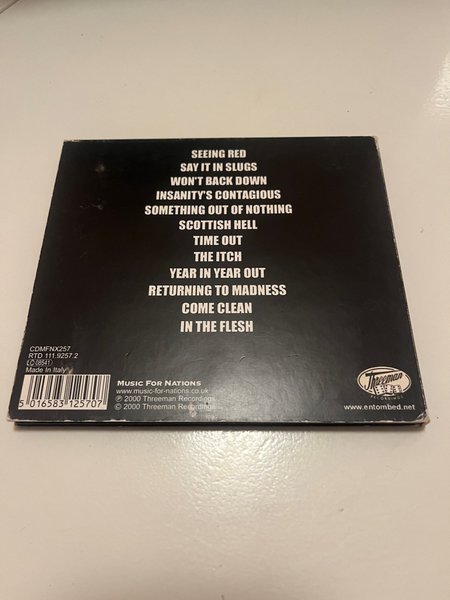 SEEING RED
SAY IT IN SLUGS
WON'T BACK DOWN
INSANITY'S CONTAGIOUS
SOMETHING OUT OF NOTHING
SCOTTISH HELL
TIME OUT
THE ITCH
YEAR IN YEAR OUT
RETURNING TO MADNESS
COME CLEAN
IN THE FLESH
CDMFNX257
RTD 111.9257.2
LC 08541
Made In Italy
5 016583 125707
MUSIC FOR NATIONS
www.music-for-nations.co.uk
℗ 2000 Threeman Recordings
© 2000 Threeman Recordings
Threeman
RECORDINGS
www.entombed.net